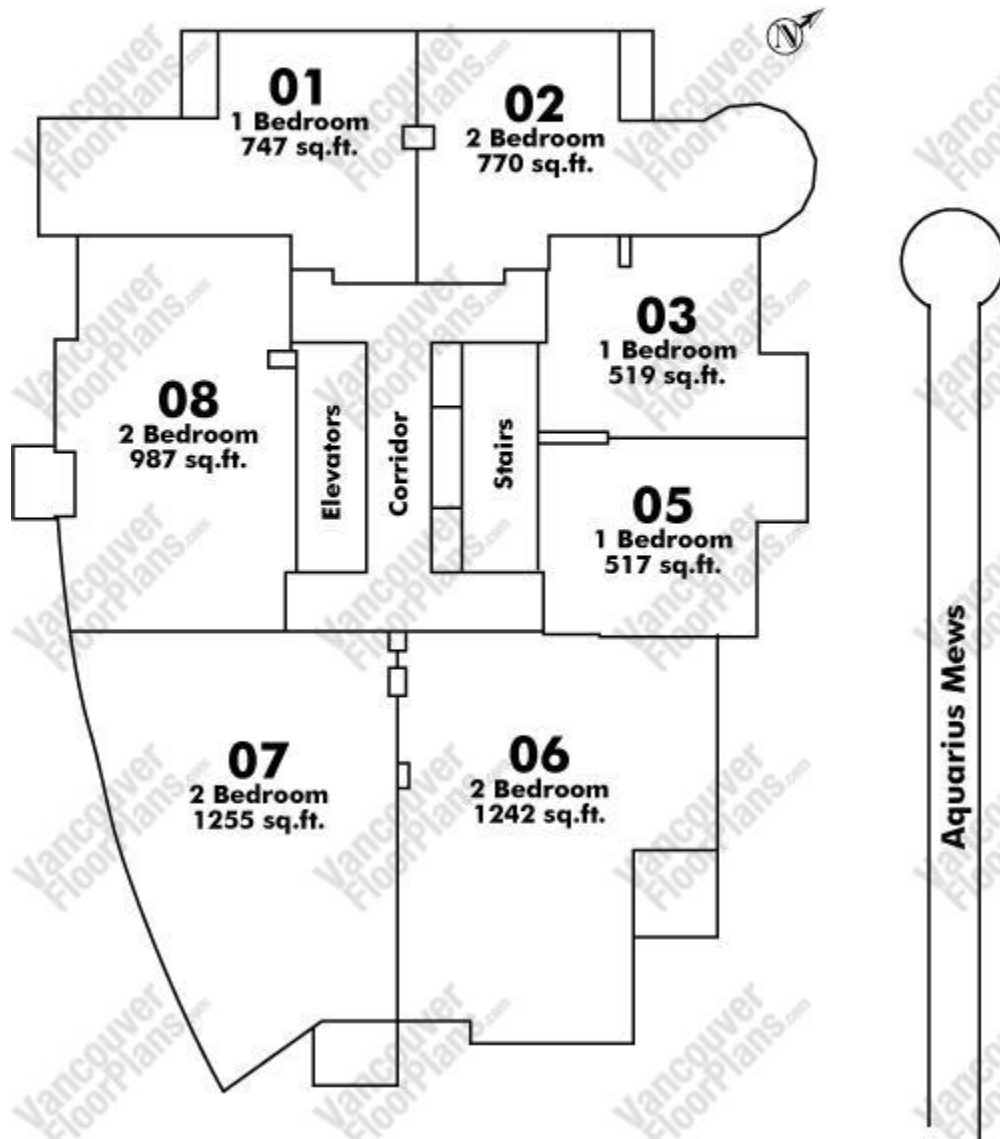 N
01
1 Bedroom
747 sq.ft.
02
2 Bedroom
770 sq.ft.
03
1 Bedroom
519 sq.ft.
08
2 Bedroom
987 sq.ft.
Elevators
Corridor
Stairs
05
1 Bedroom
517 sq.ft.
07
2 Bedroom
1255 sq.ft.
06
2 Bedroom
1242 sq.ft.
Aquarius Mews
Vancouver
FloorPlans.com